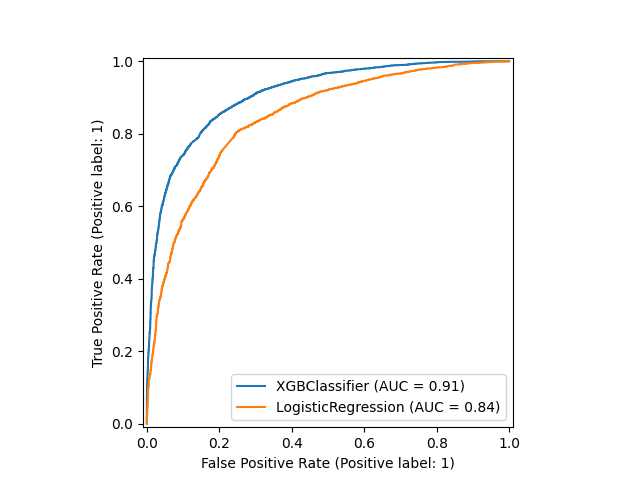 1.0
0.8
0.6
0.4
0.2
0.0
True Positive Rate (Positive label: 1)
XGBClassifier (AUC = 0.91)
LogisticRegression (AUC = 0.84)
0.0 0.2 0.4 0.6 0.8 1.0
False Positive Rate (Positive label: 1)